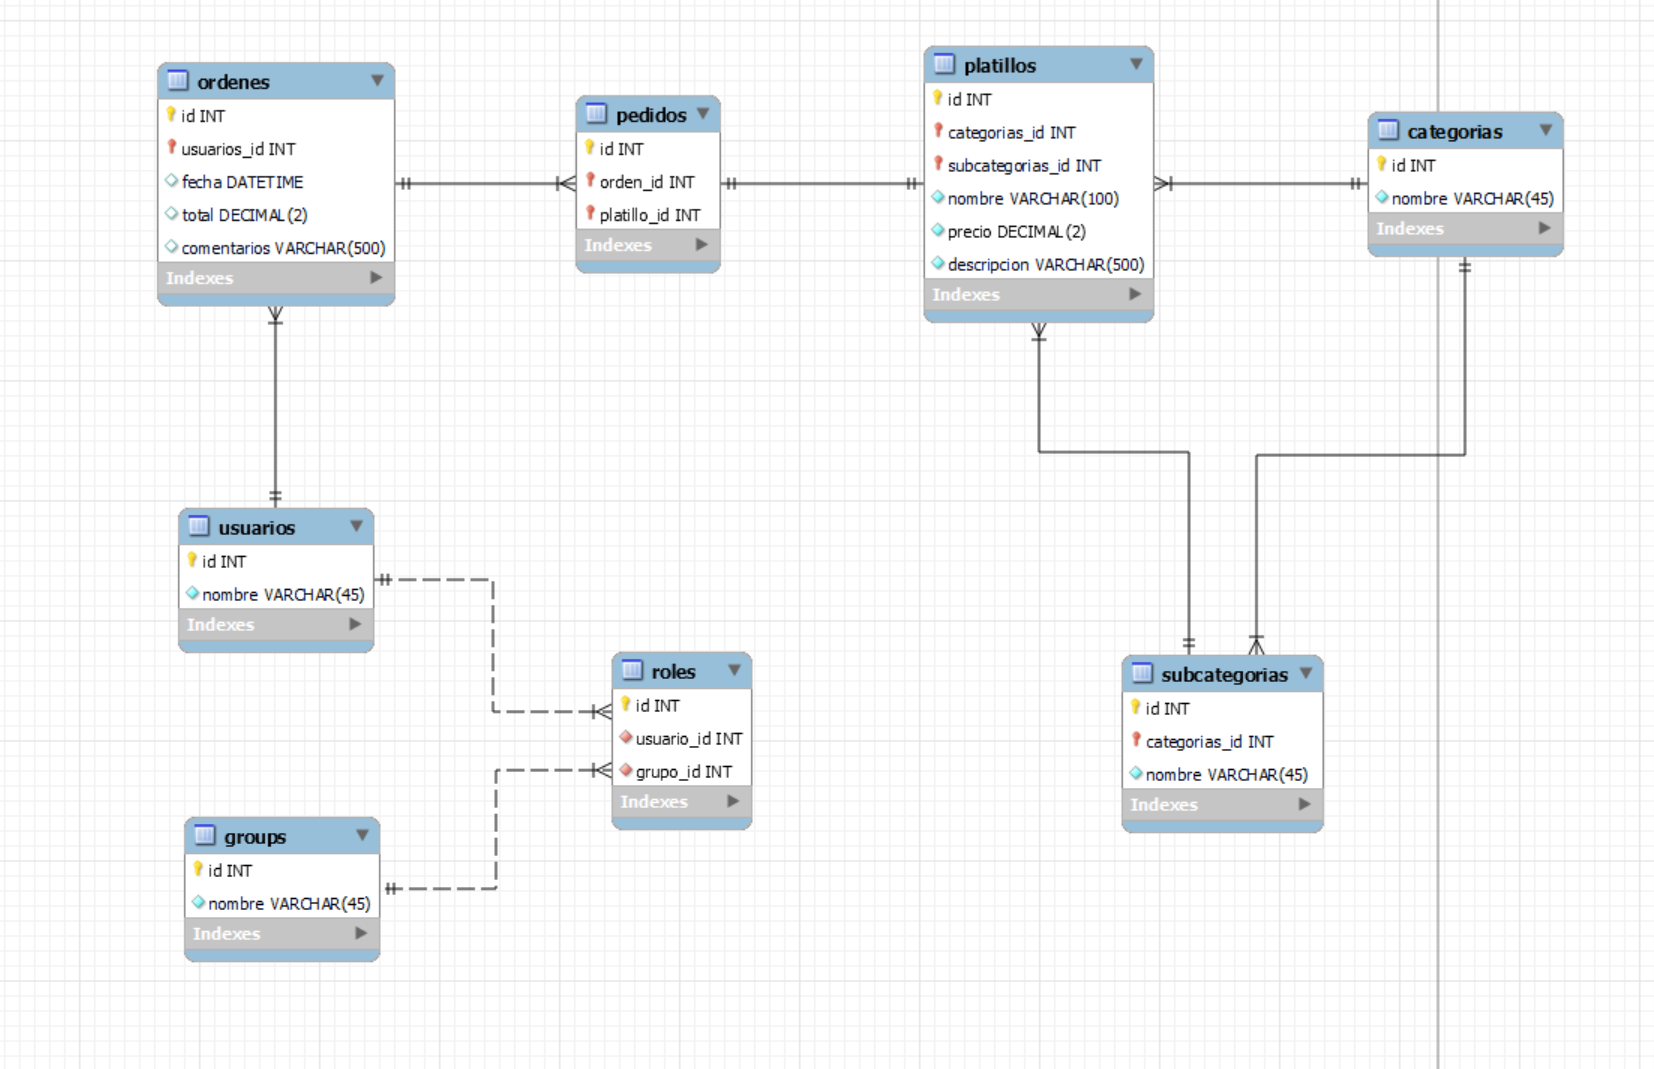 ordenes
id INT
usuarios_id INT
fecha DATETIME
total DECIMAL(2)
comentarios VARCHAR(500)
Indexes
pedidos
id INT
orden_id INT
platillo_id INT
Indexes
platillos
id INT
categorias_id INT
subcategorias_id INT
nombre VARCHAR(100)
precio DECIMAL(2)
descripcion VARCHAR(500)
Indexes
categorias
id INT
nombre VARCHAR(45)
Indexes
usuarios
id INT
nombre VARCHAR(45)
Indexes
roles
id INT
usuario_id INT
grupo_id INT
Indexes
subcategorias
id INT
categorias_id INT
nombre VARCHAR(45)
Indexes
groups
id INT
nombre VARCHAR(45)
Indexes